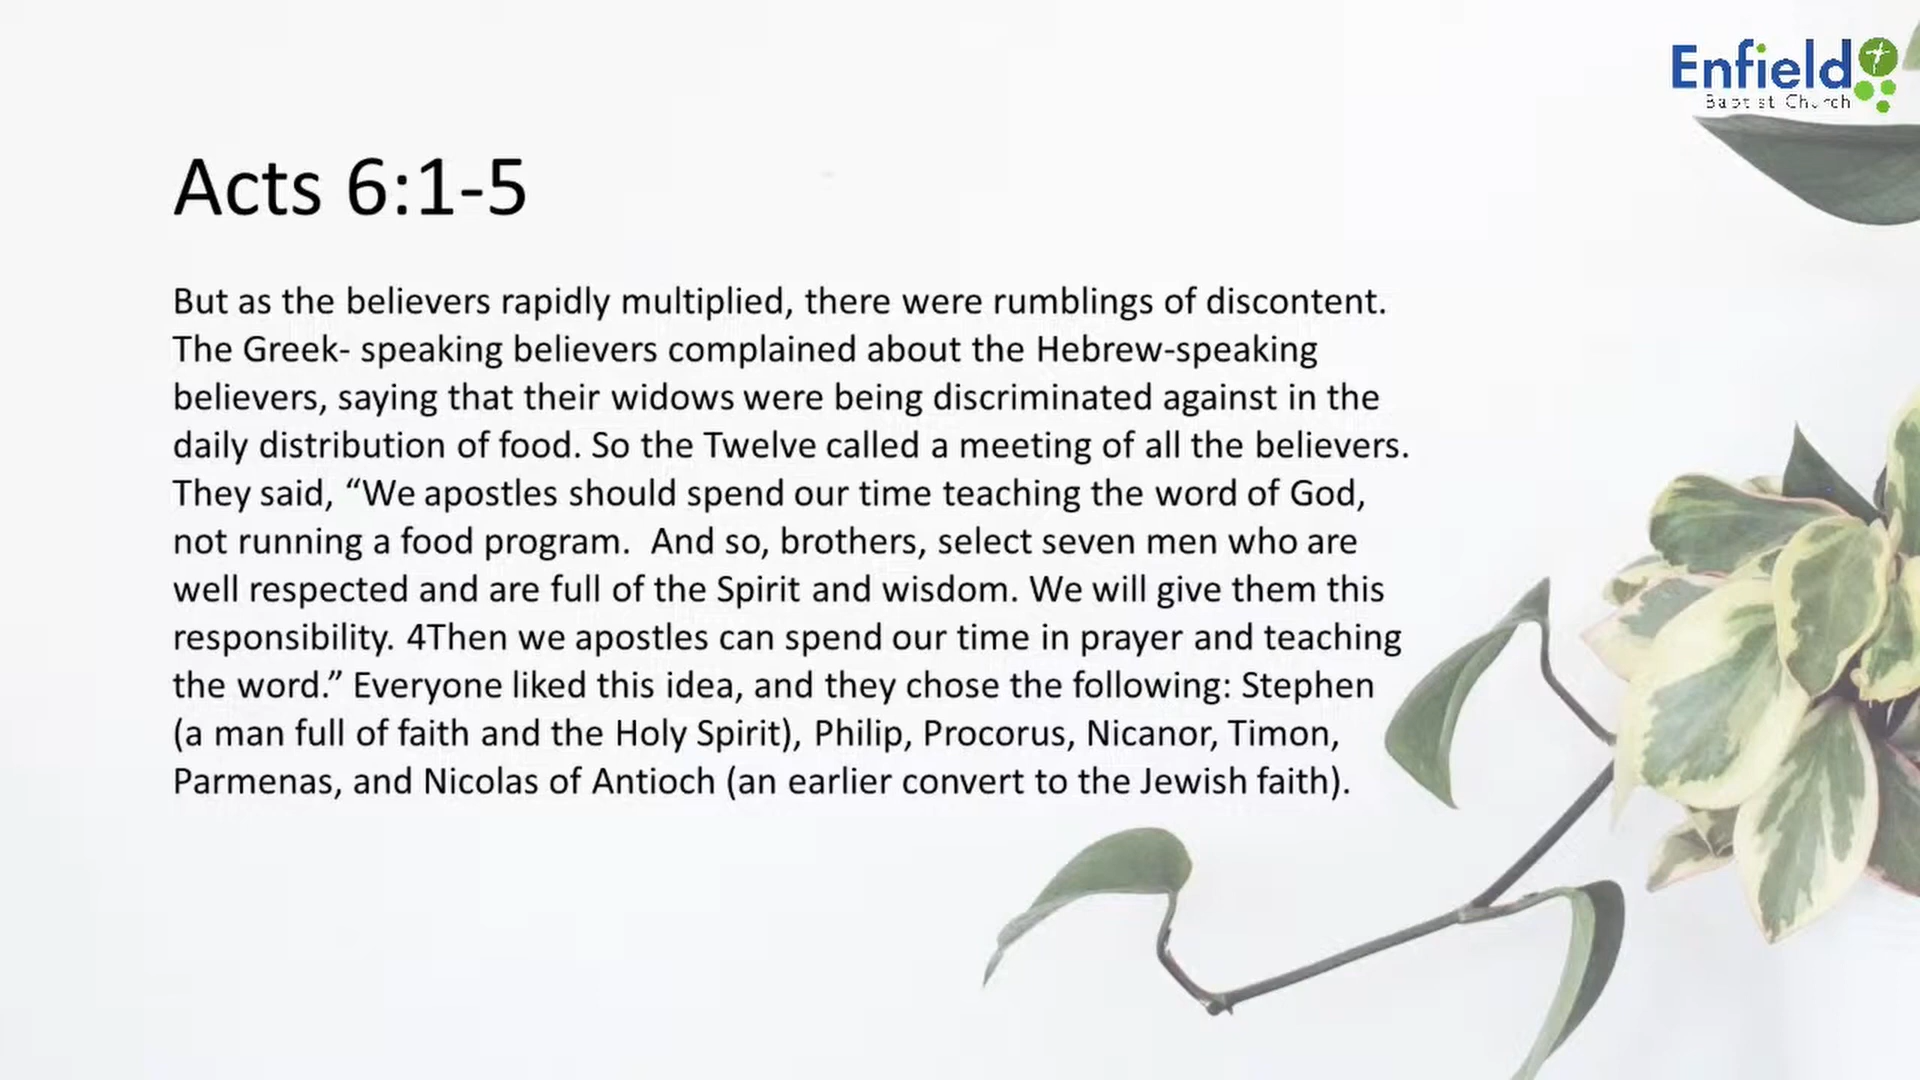 Enfield
Baptist Church
Acts 6:1-5
But as the believers rapidly multiplied, there were rumblings of discontent.
The Greek- speaking believers complained about the Hebrew-speaking
believers, saying that their widows were being discriminated against in the
daily distribution of food. So the Twelve called a meeting of all the believers.
They said, “We apostles should spend our time teaching the word of God,
not running a food program.  And so, brothers, select seven men who are
well respected and are full of the Spirit and wisdom. We will give them this
responsibility. 4Then we apostles can spend our time in prayer and teaching
the word.” Everyone liked this idea, and they chose the following: Stephen
(a man full of faith and the Holy Spirit), Philip, Procorus, Nicanor, Timon,
Parmenas, and Nicolas of Antioch (an earlier convert to the Jewish faith).